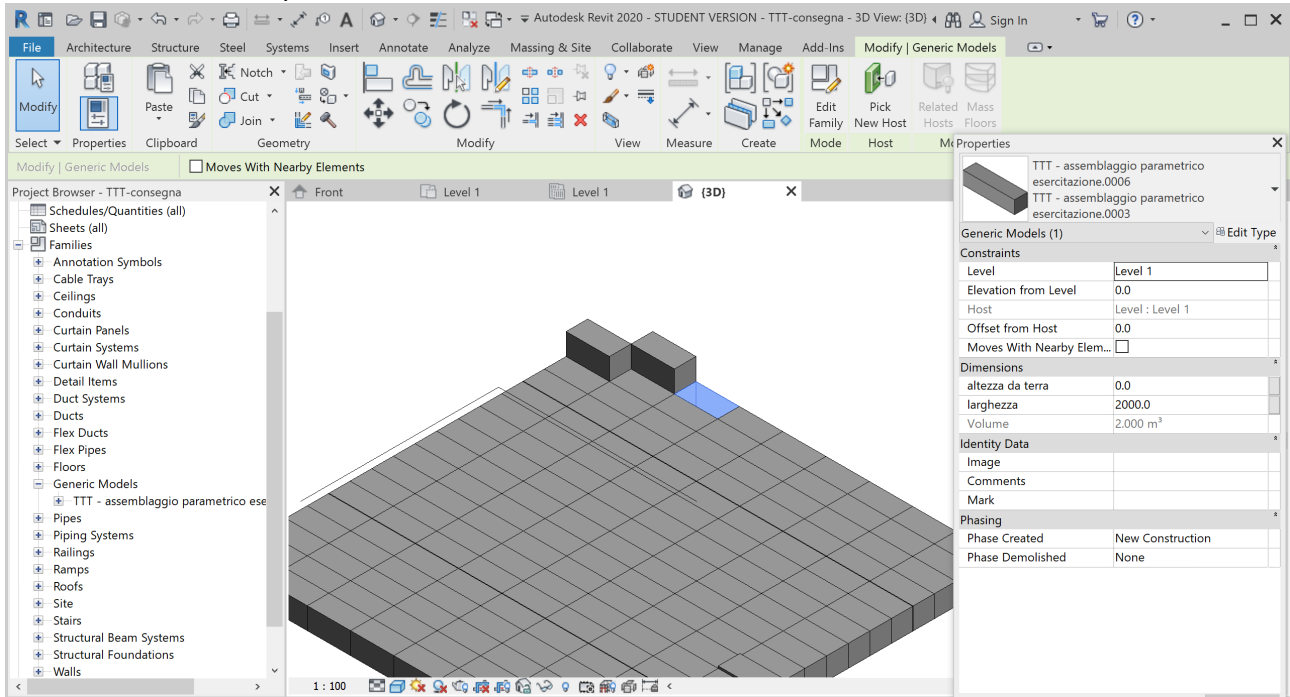 Autodesk Revit 2020 - STUDENT VERSION - TTT-consegna - 3D View: {3D}
Sign In
File Architecture Structure Steel Systems Insert Annotate Analyze Massing & Site Collaborate View Manage Add-Ins Modify | Generic Models
Modify
Paste
Notch
Cut
Join
Edit Family
Pick New Host
Related Hosts
Mass Floors
Select Properties Clipboard Geometry Modify View Measure Create Mode Host
Modify | Generic Models
Moves With Nearby Elements
Project Browser - TTT-consegna
Front
Level 1
Level 1
{3D}
Schedules/Quantities (all)
Sheets (all)
Families
Annotation Symbols
Cable Trays
Ceilings
Conduits
Curtain Panels
Curtain Systems
Curtain Wall Mullions
Detail Items
Duct Systems
Ducts
Flex Ducts
Flex Pipes
Floors
Generic Models
TTT - assemblaggio parametrico ese
Pipes
Piping Systems
Railings
Ramps
Roofs
Site
Stairs
Structural Beam Systems
Structural Foundations
Walls
1 : 100
Properties
TTT - assemblaggio parametrico
esercitazione.0006
TTT - assemblaggio parametrico
esercitazione.0003
Generic Models (1)
Edit Type
Constraints
Level Level 1
Elevation from Level 0.0
Host Level : Level 1
Offset from Host 0.0
Moves With Nearby Elem...
Dimensions
altezza da terra 0.0
larghezza 2000.0
Volume 2.000 m³
Identity Data
Image
Comments
Mark
Phasing
Phase Created New Construction
Phase Demolished None